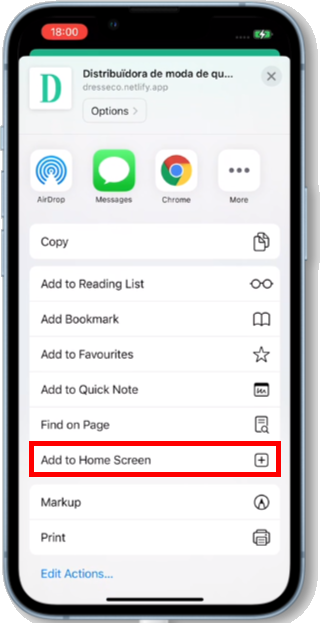 18:00
D
Distribuïdora de moda de qu...
dresseco.netlify.app
Options
AirDrop
Messages
Chrome
More
Copy
Add to Reading List
Add Bookmark
Add to Favourites
Add to Quick Note
Find on Page
Add to Home Screen
Markup
Print
Edit Actions...